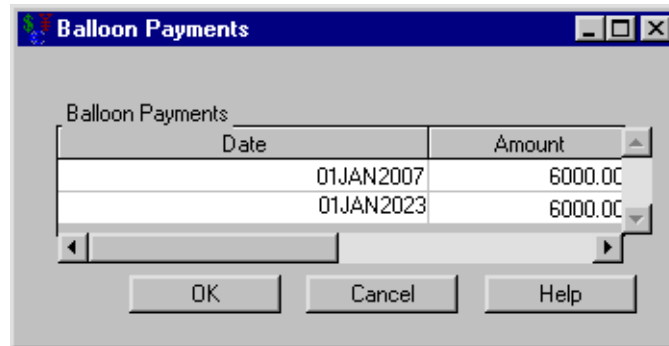 Balloon Payments
Balloon Payments
Date Amount
01JAN2007 6000.00
01JAN2023 6000.00
OK Cancel Help